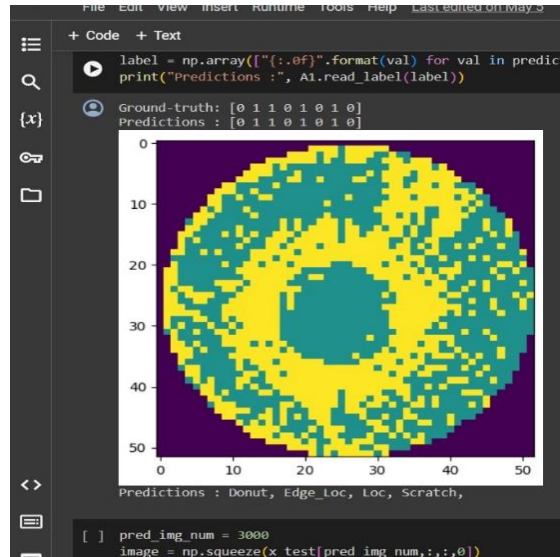 File Edit View Insert Runtime Tools Help Last edited on May 5
+ Code + Text
label = np.array(["{:.0f}".format(val) for val in predic
print("Predictions :", A1.read_label(label))
{x}
Ground-truth: [0 1 1 0 1 0 1 0]
Predictions : [0 1 1 0 1 0 1 0]
0
10
20
30
40
50
0 10 20 30 40 50
Predictions : Donut, Edge_Loc, Loc, Scratch,
<>
[ ] pred_img_num = 3000
image = np.squeeze(x_test[pred_img_num,:,:,0])